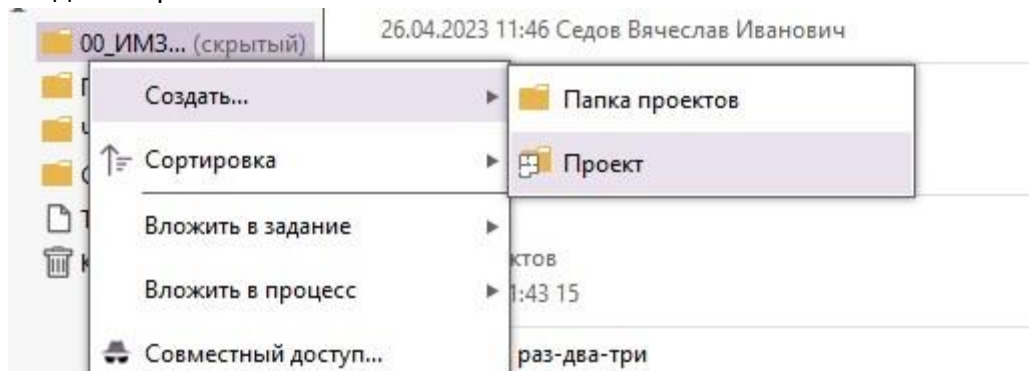 00_ИМЗ... (скрытый)
26.04.2023 11:46 Седов Вячеслав Иванович
Создать...
Папка проектов
Сортировка
Проект
Вложить в задание
Вложить в процесс
ктов
1:43 15
Совместный доступ...
раз-два-три